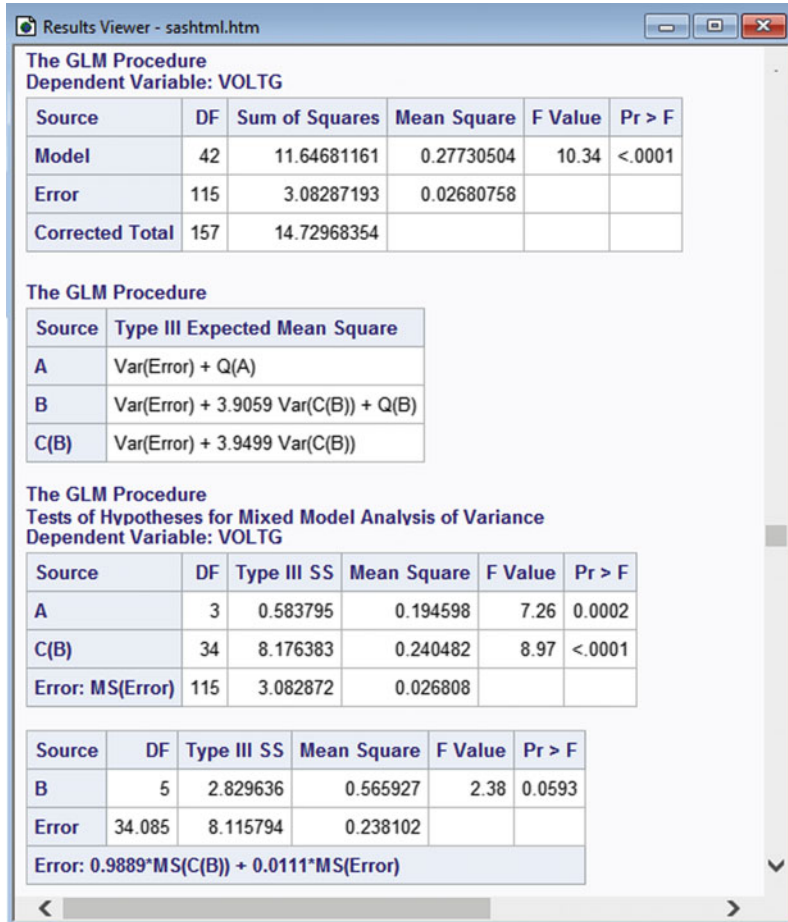 Results Viewer - sashtml.htm
The GLM Procedure
Dependent Variable: VOLTG
Source DF Sum of Squares Mean Square F Value Pr > F
Model 42 11.64681161 0.27730504 10.34 <.0001
Error 115 3.08287193 0.02680758
Corrected Total 157 14.72968354
The GLM Procedure
Source Type III Expected Mean Square
A Var(Error) + Q(A)
B Var(Error) + 3.9059 Var(C(B)) + Q(B)
C(B) Var(Error) + 3.9499 Var(C(B))
The GLM Procedure
Tests of Hypotheses for Mixed Model Analysis of Variance
Dependent Variable: VOLTG
Source DF Type III SS Mean Square F Value Pr > F
A 3 0.583795 0.194598 7.26 0.0002
C(B) 34 8.176383 0.240482 8.97 <.0001
Error: MS(Error) 115 3.082872 0.026808
Source DF Type III SS Mean Square F Value Pr > F
B 5 2.829636 0.565927 2.38 0.0593
Error 34.085 8.115794 0.238102
Error: 0.9889*MS(C(B)) + 0.0111*MS(Error)